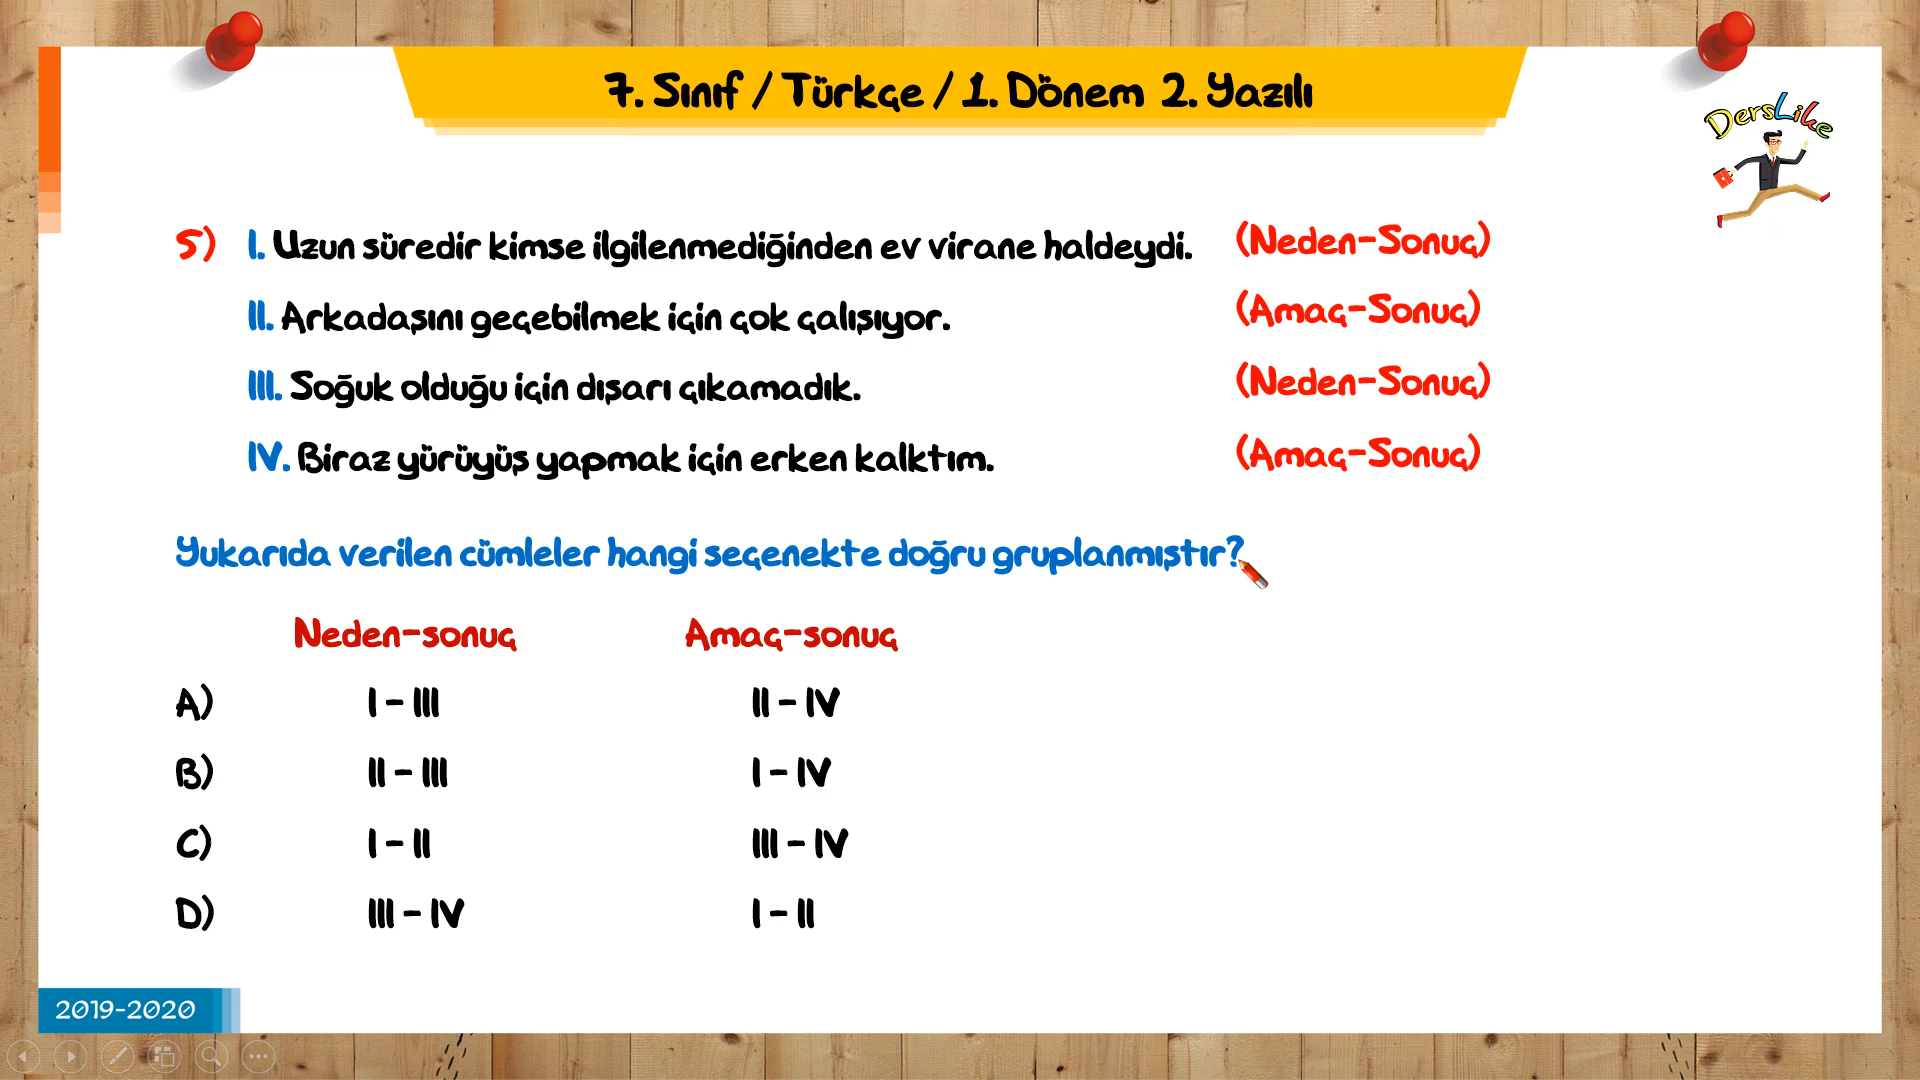 7. Sınıf / Türkçe / 1. Dönem 2. Yazılı
DersLike
5) I. Uzun süredir kimse ilgilenmediğinden ev virane haldeydi. (Neden-Sonuç)
II. Arkadaşını geçebilmek için çok çalışıyor. (Amaç-Sonuç)
III. Soğuk olduğu için dışarı çıkamadık. (Neden-Sonuç)
IV. Biraz yürüyüş yapmak için erken kalktım. (Amaç-Sonuç)
Yukarıda verilen cümleler hangi seçenekte doğru gruplanmıştır?
Neden-sonuç Amaç-sonuç
A) I - III II - IV
B) II - III I - IV
C) I - II III - IV
D) III - IV I - II
2019-2020